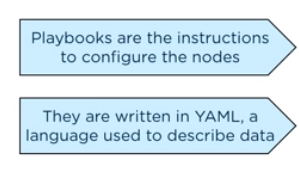 Playbooks are the instructions
to configure the nodes
They are written in YAML, a
language used to describe data